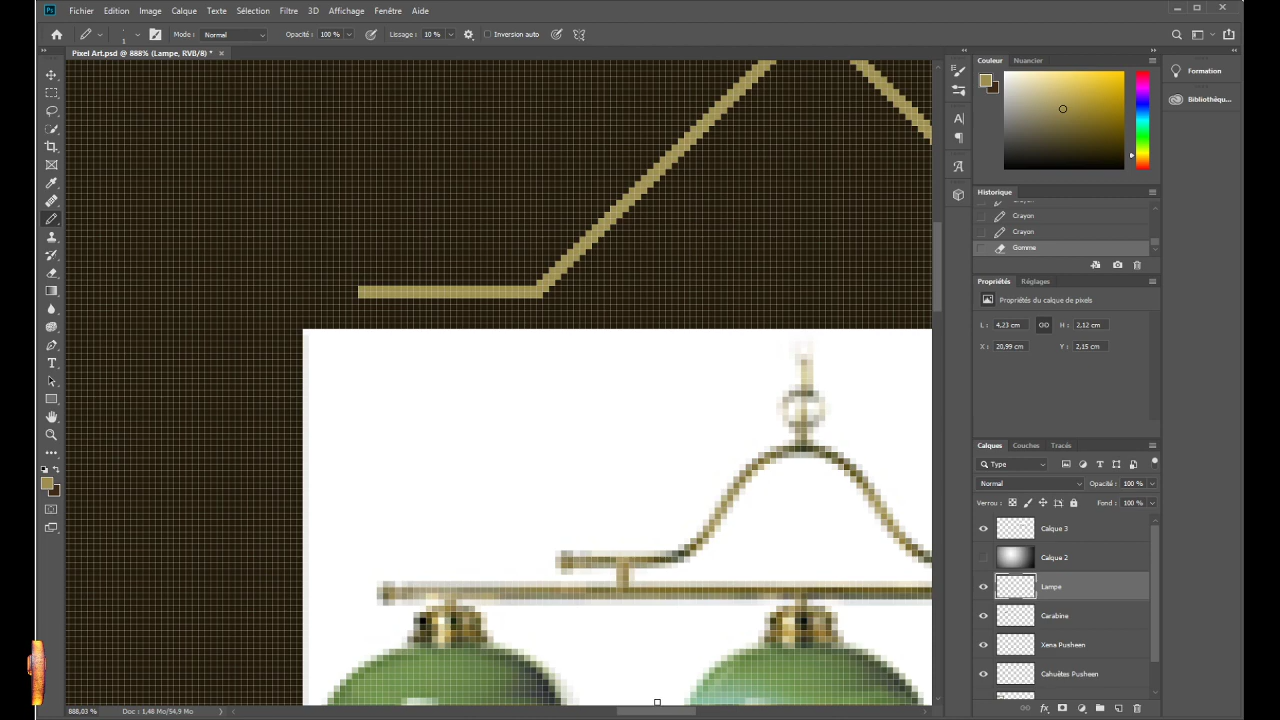 Fichier Edition Image Calque Texte Sélection Filtre 3D Affichage Fenêtre Aide
1 Mode : Normal Opacité : 100 % Lissage : 10 % Inversion auto
Pixel Art.psd @ 888% (Lampe, RVB/8) *
Couleur Nuancier
Formation
Bibliothèqu...
Historique
Crayon
Crayon
Gomme
Propriétés Réglages
Propriétés du calque de pixels
L : 4,23 cm H : 2,12 cm
X : 20,99 cm Y : 2,15 cm
Calques Couches Tracés
Type
Normal Opacité : 100 %
Verrou : Fond : 100 %
Calque 3
Calque 2
Lampe
Carabine
Xena Pusheen
Cahuètes Pusheen
888,03 % Doc : 1,48 Mo/54,9 Mo